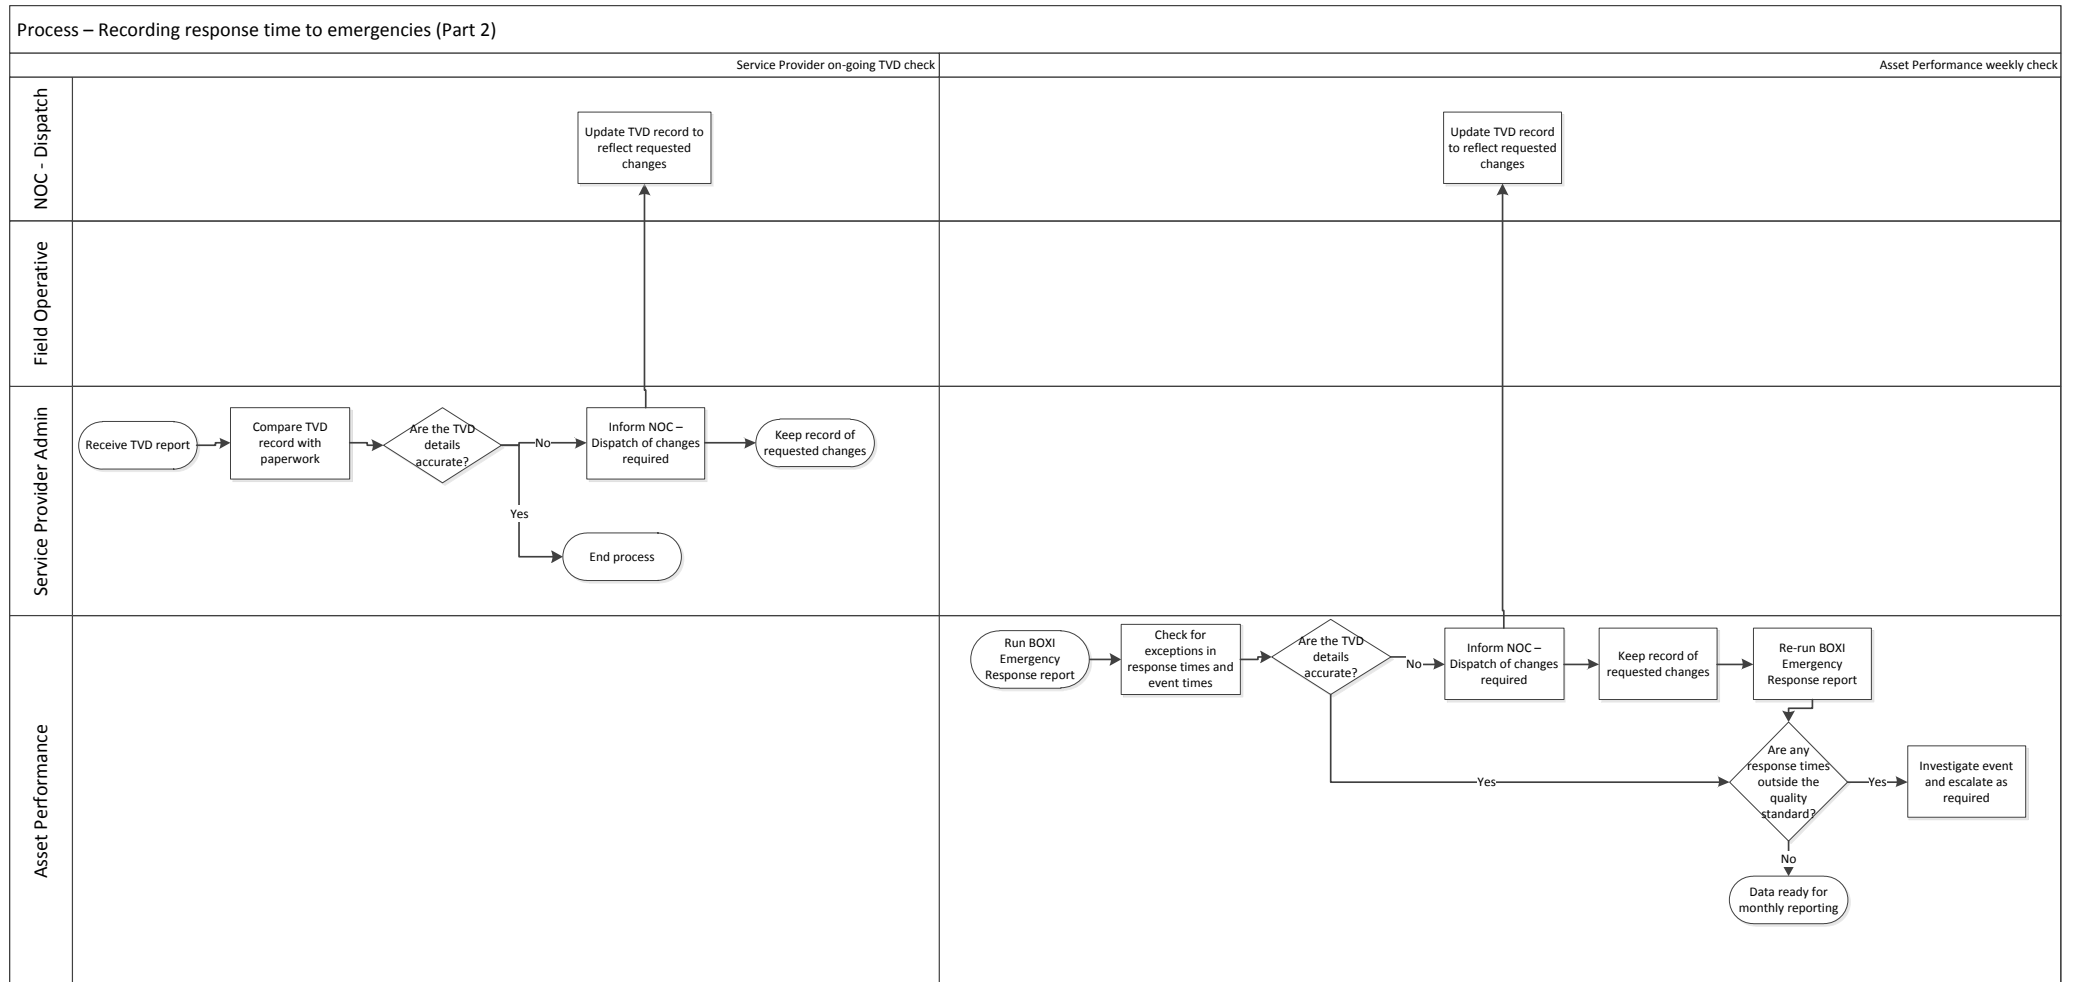 Process – Recording response time to emergencies (Part 2)
Service Provider on-going TVD check
Asset Performance weekly check
NOC - Dispatch
Update TVD record to
reflect requested
changes
Update TVD record
to reflect requested
changes
Field Operative
Service Provider Admin
Receive TVD report
Compare TVD
record with
paperwork
Are the TVD
details
accurate?
No
Inform NOC –
Dispatch of changes
required
Keep record of
requested changes
Yes
End process
Asset Performance
Run BOXI
Emergency
Response report
Check for
exceptions in
response times and
event times
Are the TVD
details
accurate?
No
Inform NOC –
Dispatch of changes
required
Keep record of
requested changes
Re-run BOXI
Emergency
Response report
Yes
Are any
response times
outside the
quality
standard?
Yes
Investigate event
and escalate as
required
No
Data ready for
monthly reporting